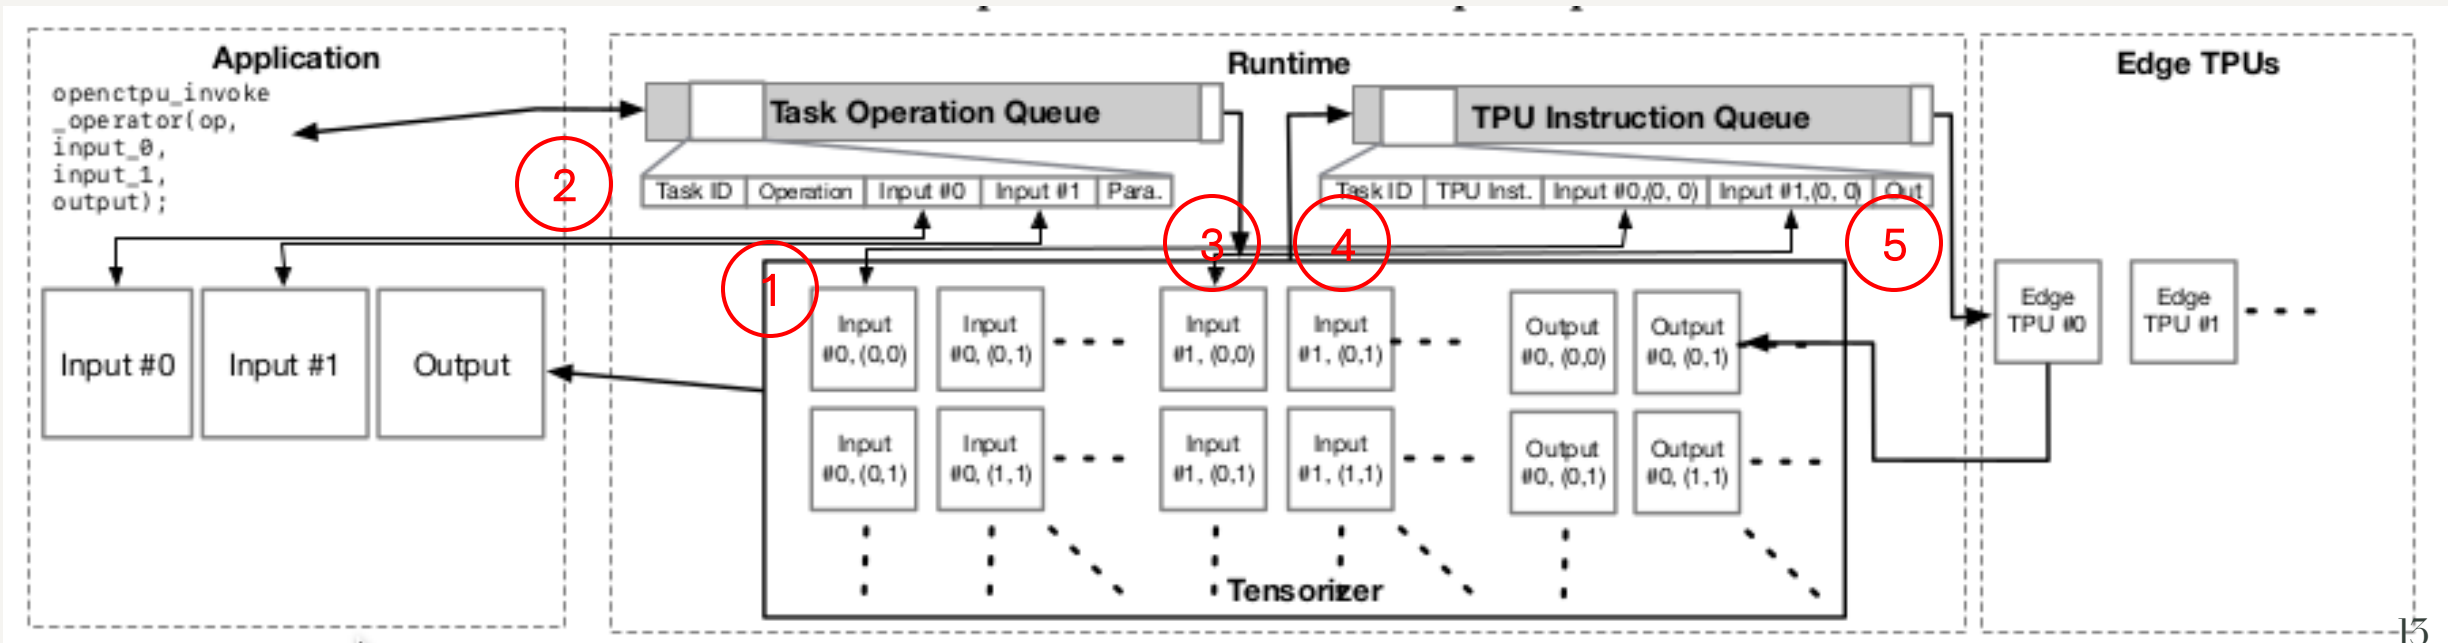 Application
openctpu_invoke
_operator(op,
input_0,
input_1,
output);
2
Input #0
Input #1
Output
Runtime
Task Operation Queue
Task ID
Operation
Input #0
Input #1
Para.
TPU Instruction Queue
Task ID
TPU Inst.
Input #0,(0, 0)
Input #1,(0, 0)
Out
1
3
4
5
Input
#0, (0,0)
Input
#0, (0,1)
Input
#1, (0,0)
Input
#1, (0,1)
Output
#0, (0,0)
Output
#0, (0,1)
Input
#0, (0,1)
Input
#0, (1,1)
Input
#1, (0,1)
Input
#1, (1,1)
Output
#0, (0,1)
Output
#0, (1,1)
Tensorizer
Edge TPUs
Edge
TPU #0
Edge
TPU #1
13